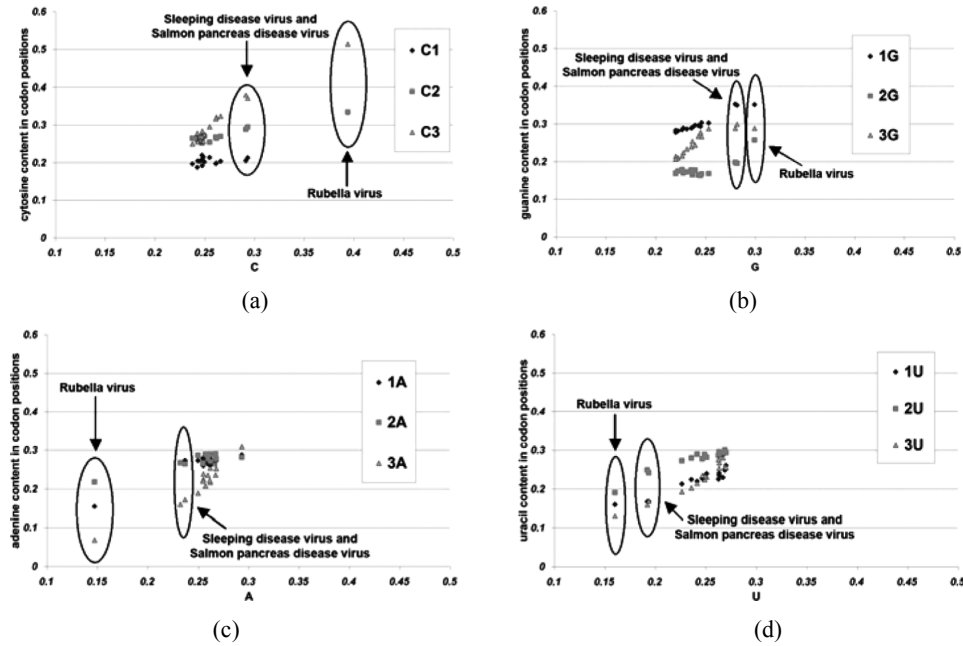 Sleeping disease virus and
Salmon pancreas disease virus
C1
C2
C3
Rubella virus
cytosine content in codon positions
0.6
0.5
0.4
0.3
0.2
0.1
0
0.1 0.15 0.2 0.25 0.3 0.35 0.4 0.45 0.5
C
(a)
Sleeping disease virus and
Salmon pancreas disease virus
1G
2G
3G
Rubella virus
guanine content in codon positions
0.6
0.5
0.4
0.3
0.2
0.1
0
0.1 0.15 0.2 0.25 0.3 0.35 0.4 0.45 0.5
G
(b)
Rubella virus
1A
2A
3A
Sleeping disease virus and
Salmon pancreas disease virus
adenine content in codon positions
0.6
0.5
0.4
0.3
0.2
0.1
0
0.1 0.15 0.2 0.25 0.3 0.35 0.4 0.45 0.5
A
(c)
Rubella virus
1U
2U
3U
Sleeping disease virus and
Salmon pancreas disease virus
uracil content in codon positions
0.6
0.5
0.4
0.3
0.2
0.1
0
0.1 0.15 0.2 0.25 0.3 0.35 0.4 0.45 0.5
U
(d)